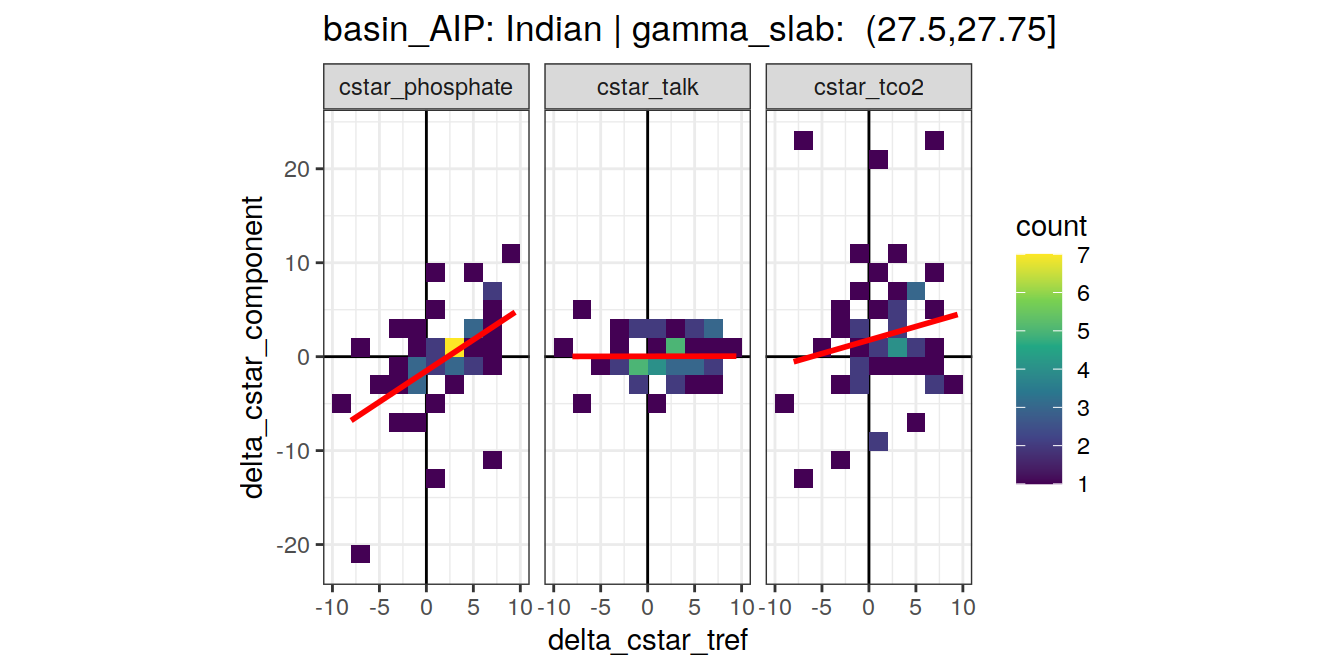 basin_AIP: Indian | gamma_slab:  (27.5,27.75]
cstar_phosphate
cstar_talk
cstar_tco2
delta_cstar_component
20
10
0
-10
-20
-10 -5 0 5 10
-10 -5 0 5 10
-10 -5 0 5 10
delta_cstar_tref
count
7
6
5
4
3
2
1